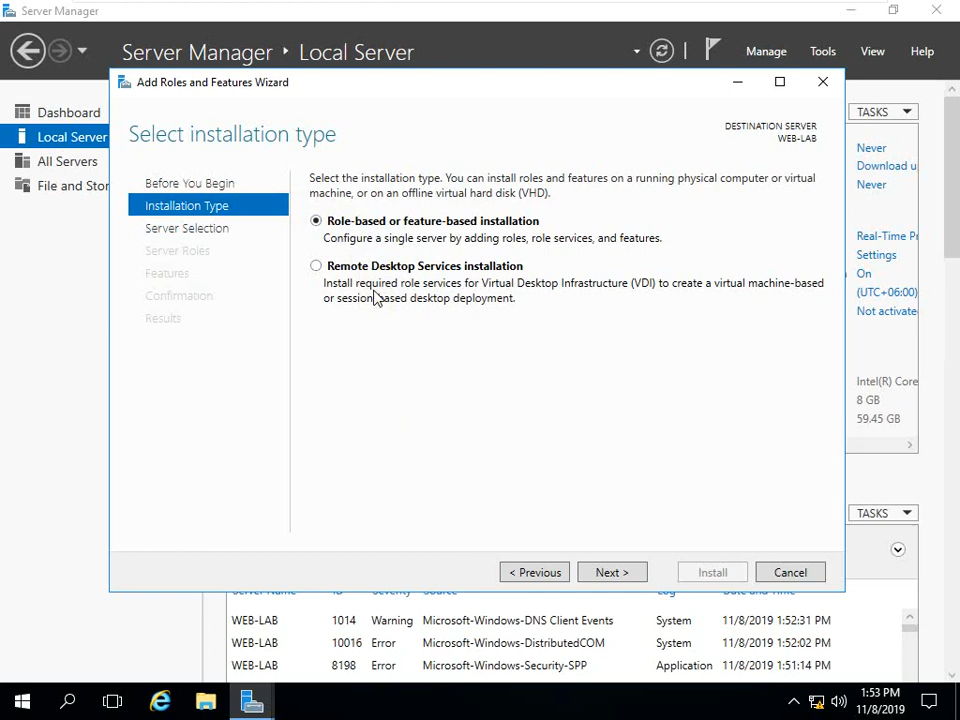 Server Manager
Server Manager ‣ Local Server
Manage Tools View Help
Dashboard
Local Server
All Servers
File and Stor
Add Roles and Features Wizard
Select installation type
DESTINATION SERVER
WEB-LAB
Before You Begin
Installation Type
Server Selection
Server Roles
Features
Confirmation
Results
Select the installation type. You can install roles and features on a running physical computer or virtual
machine, or on an offline virtual hard disk (VHD).
Role-based or feature-based installation
Configure a single server by adding roles, role services, and features.
Remote Desktop Services installation
Install required role services for Virtual Desktop Infrastructure (VDI) to create a virtual machine-based
or session-based desktop deployment.
< Previous
Next >
Install
Cancel
TASKS
Never
Download u
Never
Real-Time Pr
Settings
On
(UTC+06:00)
Not activate
Intel(R) Core
8 GB
59.45 GB
TASKS
Server Name ID Severity Source Log Date and Time
WEB-LAB 1014 Warning Microsoft-Windows-DNS Client Events System 11/8/2019 1:52:31 PM
WEB-LAB 10016 Error Microsoft-Windows-DistributedCOM System 11/8/2019 1:52:02 PM
WEB-LAB 8198 Error Microsoft-Windows-Security-SPP Application 11/8/2019 1:51:14 PM
1:53 PM
11/8/2019